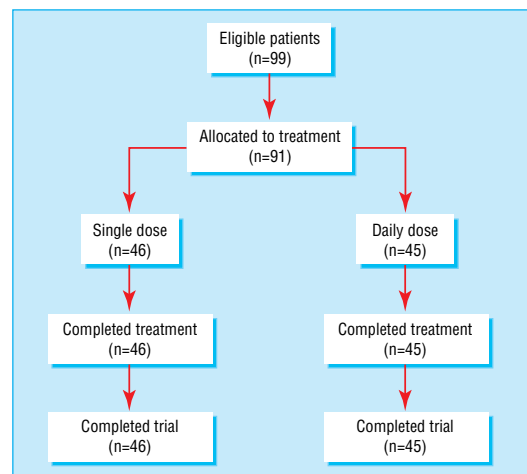 Eligible patients
(n=99)
Allocated to treatment
(n=91)
Single dose
(n=46)
Daily dose
(n=45)
Completed treatment
(n=46)
Completed treatment
(n=45)
Completed trial
(n=46)
Completed trial
(n=45)